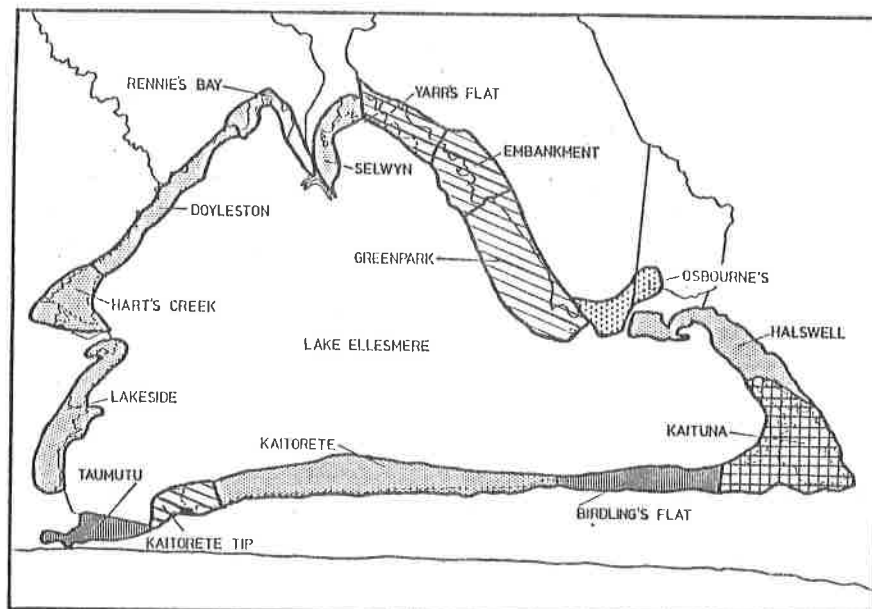 RENNIE'S BAY
YARR'S FLAT
EMBANKMENT
SELWYN
DOYLESTON
GREENPARK
OSBOURNE'S
HART'S CREEK
HALSWELL
LAKE ELLESMERE
LAKESIDE
KAITORETE
KAITUNA
TAUMUTU
BIRDLING'S FLAT
KAITORETE TIP